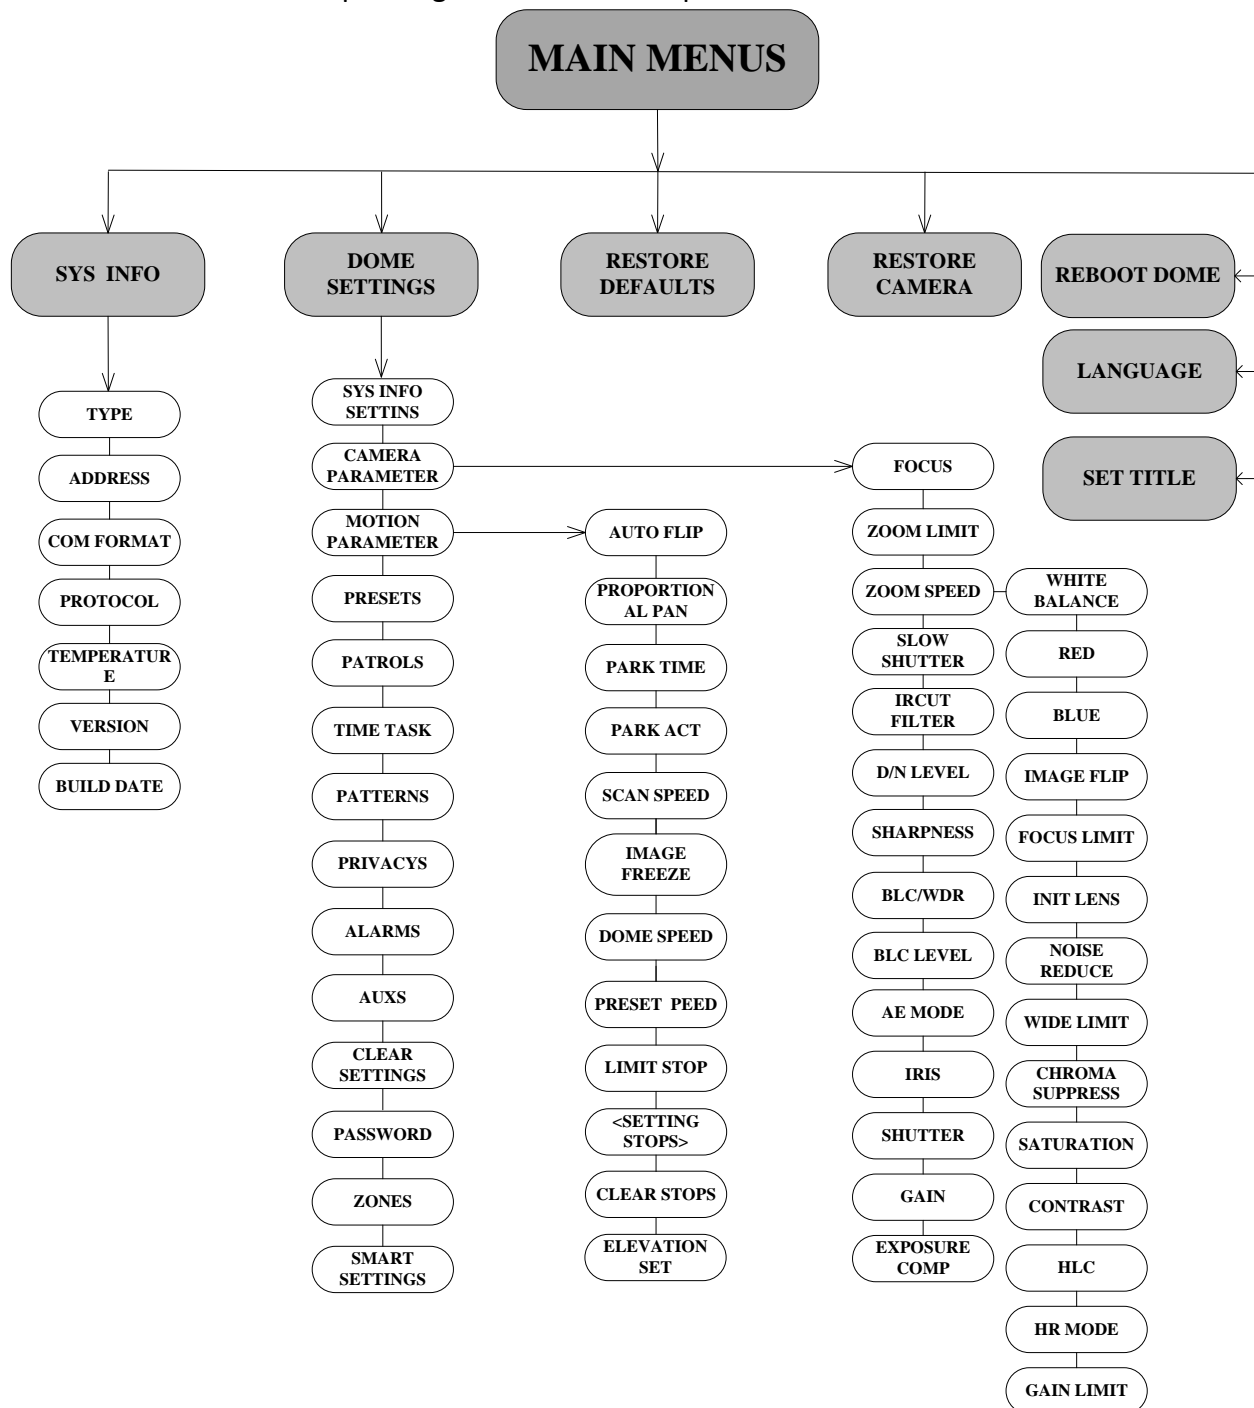 MAIN MENUS
SYS INFO
DOME
SETTINGS
RESTORE
DEFAULTS
RESTORE
CAMERA
REBOOT DOME
LANGUAGE
SET TITLE
TYPE
ADDRESS
COM FORMAT
PROTOCOL
TEMPERATUR
E
VERSION
BUILD DATE
SYS INFO
SETTINS
CAMERA
PARAMETER
MOTION
PARAMETER
PRESETS
PATROLS
TIME TASK
PATTERNS
PRIVACYS
ALARMS
AUXS
CLEAR
SETTINGS
PASSWORD
ZONES
SMART
SETTINGS
AUTO FLIP
PROPORTION
AL PAN
PARK TIME
PARK ACT
SCAN SPEED
IMAGE
FREEZE
DOME SPEED
PRESET PEED
LIMIT STOP
<SETTING
STOPS>
CLEAR STOPS
ELEVATION
SET
FOCUS
ZOOM LIMIT
ZOOM SPEED
SLOW
SHUTTER
IRCUT
FILTER
D/N LEVEL
SHARPNESS
BLC/WDR
BLC LEVEL
AE MODE
IRIS
SHUTTER
GAIN
EXPOSURE
COMP
WHITE
BALANCE
RED
BLUE
IMAGE FLIP
FOCUS LIMIT
INIT LENS
NOISE
REDUCE
WIDE LIMIT
CHROMA
SUPPRESS
SATURATION
CONTRAST
HLC
HR MODE
GAIN LIMIT